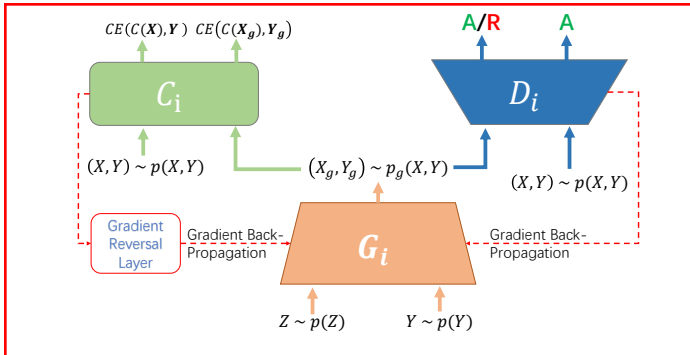 CE(C(X),Y) CE(C(X_g),Y_g)
A/R A
C_i
D_i
(X,Y)~p(X,Y)
(X_g,Y_g)~p_g(X,Y)
(X,Y)~p(X,Y)
Gradient
Reversal
Layer
Gradient Back-
Propagation
G_i
Gradient Back-
Propagation
Z~p(Z)
Y~p(Y)